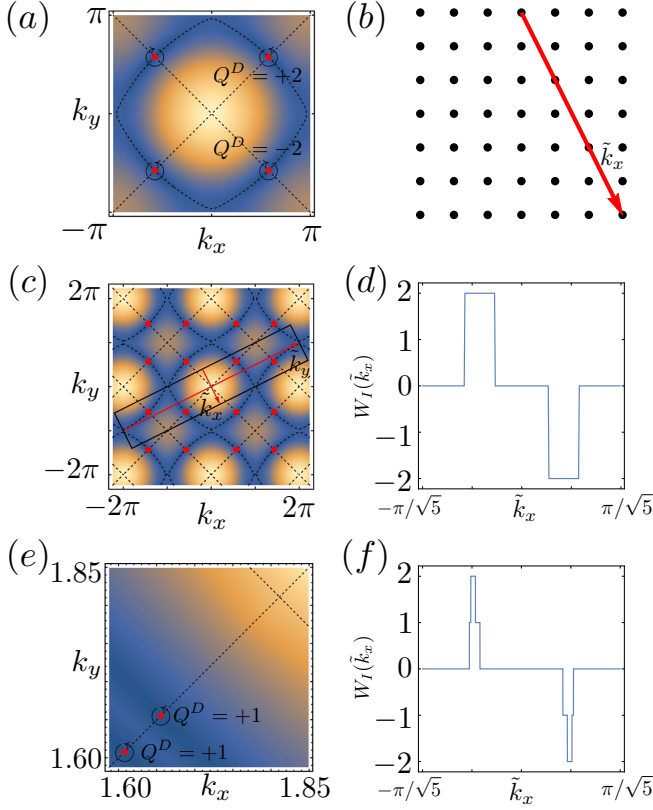 (a)
π
k_y
−π
k_x
π
Q^D = +2
Q^D = −2
(b)
k̃_x
(c)
2π
k_y
−2π
−2π
k_x
2π
k̃_y
k̃_x
(d)
W_I(k̃_x)
2
1
0
−1
−2
−π/√5
k̃_x
π/√5
(e)
1.85
k_y
1.60
1.60
k_x
1.85
Q^D = +1
Q^D = +1
(f)
W_I(k̃_x)
2
1
0
−1
−2
−π/√5
k̃_x
π/√5